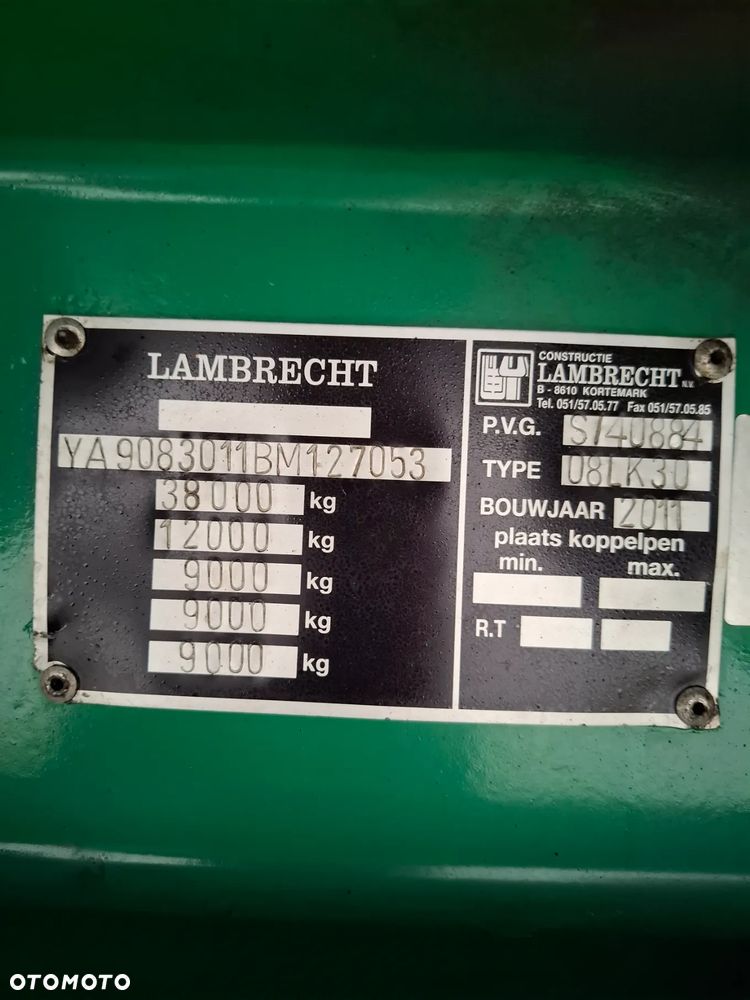 LAMBRECHT
YA9083011BM127053
38000 kg
12000 kg
9000 kg
9000 kg
9000 kg
CONSTRUCTIE
LAMBRECHT N.V.
B - 8610 KORTEMARK
Tel. 051/57.05.77 Fax 051/57.05.85
P.V.G. S740884
TYPE 08LK30
BOUWJAAR 2011
plaats koppelpen
min. max.
R.T
OTOMOTO